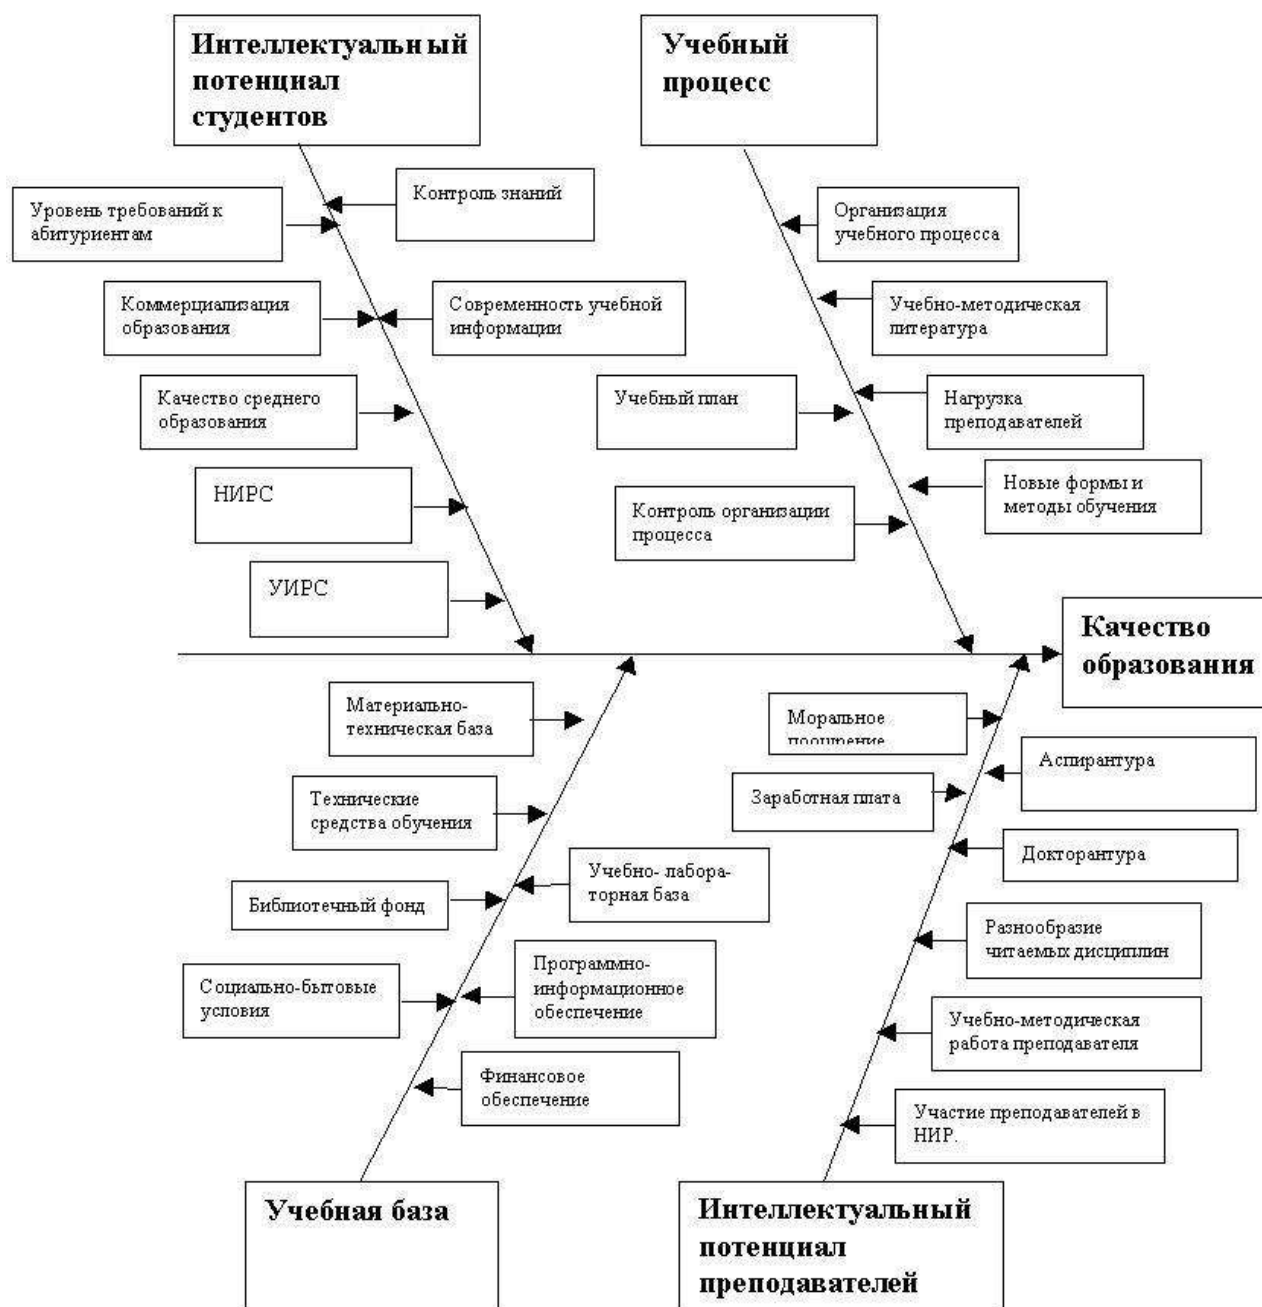 Интеллектуальный
потенциал
студентов
Учебный
процесс
Контроль знаний
Уровень требований к
абитуриентам
Организация
учебного процесса
Коммерциализация
образования
Современность учебной
информации
Учебно-методическая
литература
Качество среднего
образования
Учебный план
Нагрузка
преподавателей
НИРС
Новые формы и
методы обучения
Контроль организации
процесса
УИРС
Качество
образования
Материально-
техническая база
Моральное
поощрение
Аспирантура
Технические
средства обучения
Заработная плата
Докторантура
Учебно- лабора-
торная база
Библиотечный фонд
Разнообразие
читаемых дисциплин
Программно-
информационное
обеспечение
Социально-бытовые
условия
Учебно-методическая
работа преподавателя
Финансовое
обеспечение
Участие преподавателей в
НИР.
Учебная база
Интеллектуальный
потенциал
преподавателей